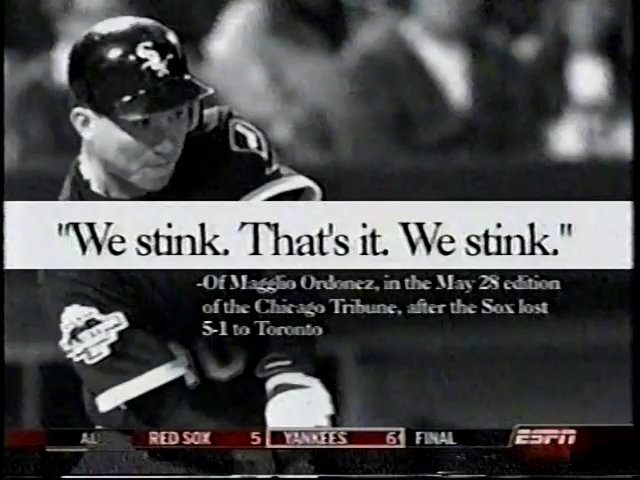 Sox
"We stink. That's it. We stink."
-Of Magglio Ordonez, in the May 28 edition
of the Chicago Tribune, after the Sox lost
5-1 to Toronto
AL RED SOX 5 YANKEES 6 FINAL ESPN